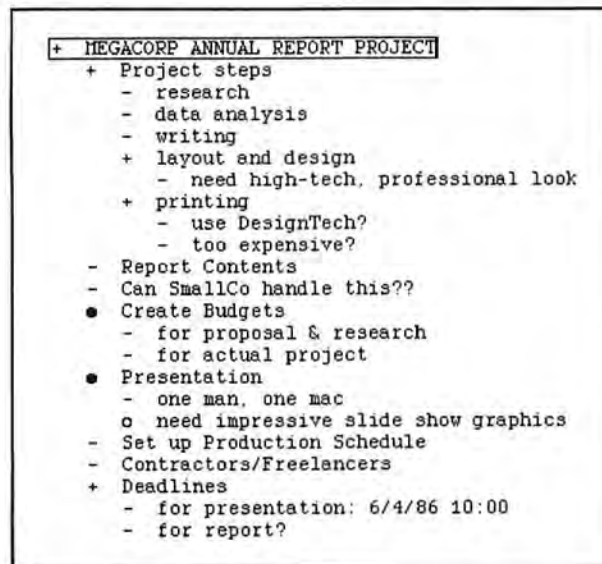 + MEGACORP ANNUAL REPORT PROJECT
+ Project steps
- research
- data analysis
- writing
+ layout and design
- need high-tech, professional look
+ printing
- use DesignTech?
- too expensive?
- Report Contents
- Can SmallCo handle this??
● Create Budgets
- for proposal & research
- for actual project
● Presentation
- one man, one mac
o need impressive slide show graphics
- Set up Production Schedule
- Contractors/Freelancers
+ Deadlines
- for presentation: 6/4/86 10:00
- for report?